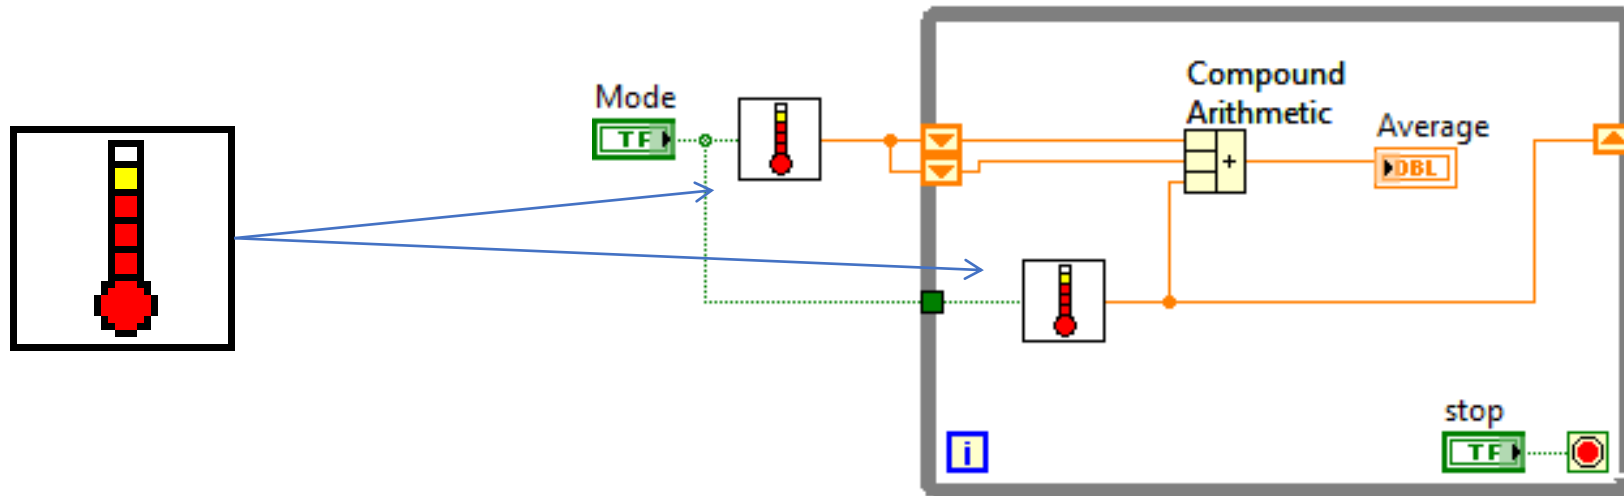 Mode
TF
Compound
Arithmetic
+
Average
DBL
stop
TF
i